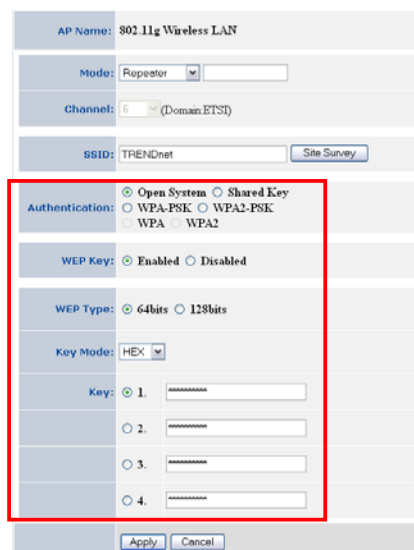 AP Name: 802.11g Wireless LAN
Mode: Repeater
Channel: 6 (Domain:ETSI)
SSID: TRENDnet Site Survey
Authentication: Open System Shared Key
WPA-PSK WPA2-PSK
WPA WPA2
WEP Key: Enabled Disabled
WEP Type: 64bits 128bits
Key Mode: HEX
Key: 1. **********
2. **********
3. **********
4. **********
Apply Cancel